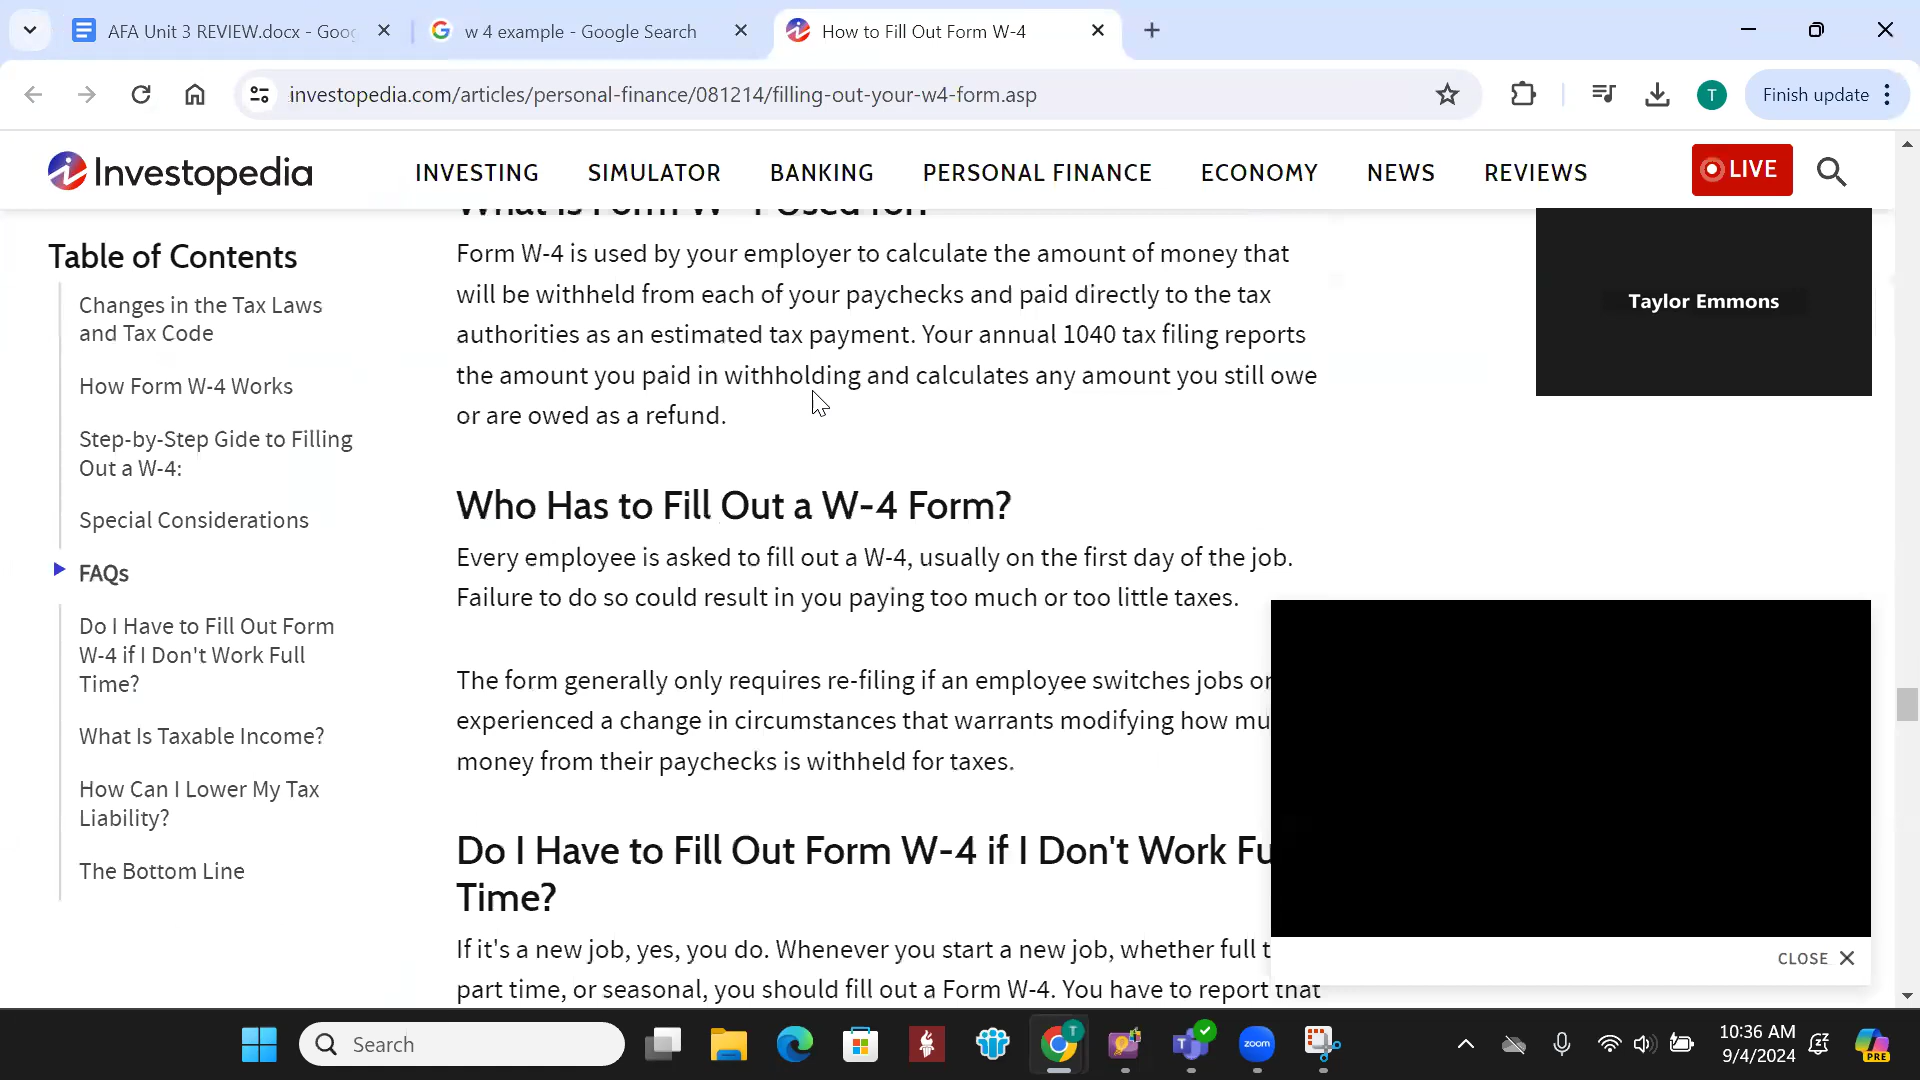 AFA Unit 3 REVIEW.docx - Goo
w 4 example - Google Search
How to Fill Out Form W-4
investopedia.com/articles/personal-finance/081214/filling-out-your-w4-form.asp
T
Finish update
Investopedia
INVESTING
SIMULATOR
BANKING
PERSONAL FINANCE
ECONOMY
NEWS
REVIEWS
LIVE
Table of Contents
Changes in the Tax Laws
and Tax Code
How Form W-4 Works
Step-by-Step Gide to Filling
Out a W-4:
Special Considerations
FAQs
Do I Have to Fill Out Form
W-4 if I Don't Work Full
Time?
What Is Taxable Income?
How Can I Lower My Tax
Liability?
The Bottom Line
What Is Form W-4 Used for?
Form W-4 is used by your employer to calculate the amount of money that
will be withheld from each of your paychecks and paid directly to the tax
authorities as an estimated tax payment. Your annual 1040 tax filing reports
the amount you paid in withholding and calculates any amount you still owe
or are owed as a refund.
Who Has to Fill Out a W-4 Form?
Every employee is asked to fill out a W-4, usually on the first day of the job.
Failure to do so could result in you paying too much or too little taxes.
The form generally only requires re-filing if an employee switches jobs or
experienced a change in circumstances that warrants modifying how mu
money from their paychecks is withheld for taxes.
Do I Have to Fill Out Form W-4 if I Don't Work Fu
Time?
If it's a new job, yes, you do. Whenever you start a new job, whether full t
part time, or seasonal, you should fill out a Form W-4. You have to report that
Taylor Emmons
CLOSE
Search
T
zoom
10:36 AM
9/4/2024
PRE